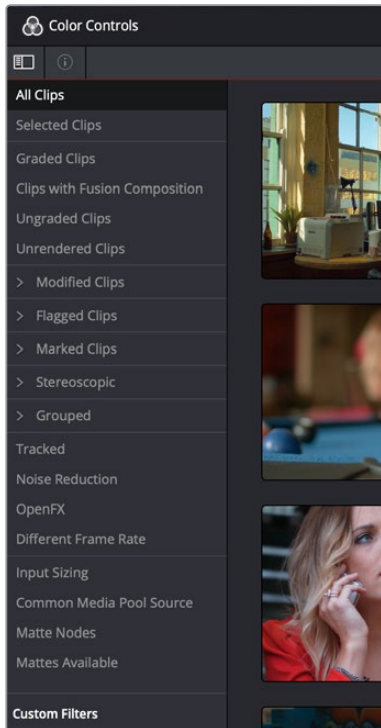 Color Controls
All Clips
Selected Clips
Graded Clips
Clips with Fusion Composition
Ungraded Clips
Unrendered Clips
> Modified Clips
> Flagged Clips
> Marked Clips
> Stereoscopic
> Grouped
Tracked
Noise Reduction
OpenFX
Different Frame Rate
Input Sizing
Common Media Pool Source
Matte Nodes
Mattes Available
Custom Filters